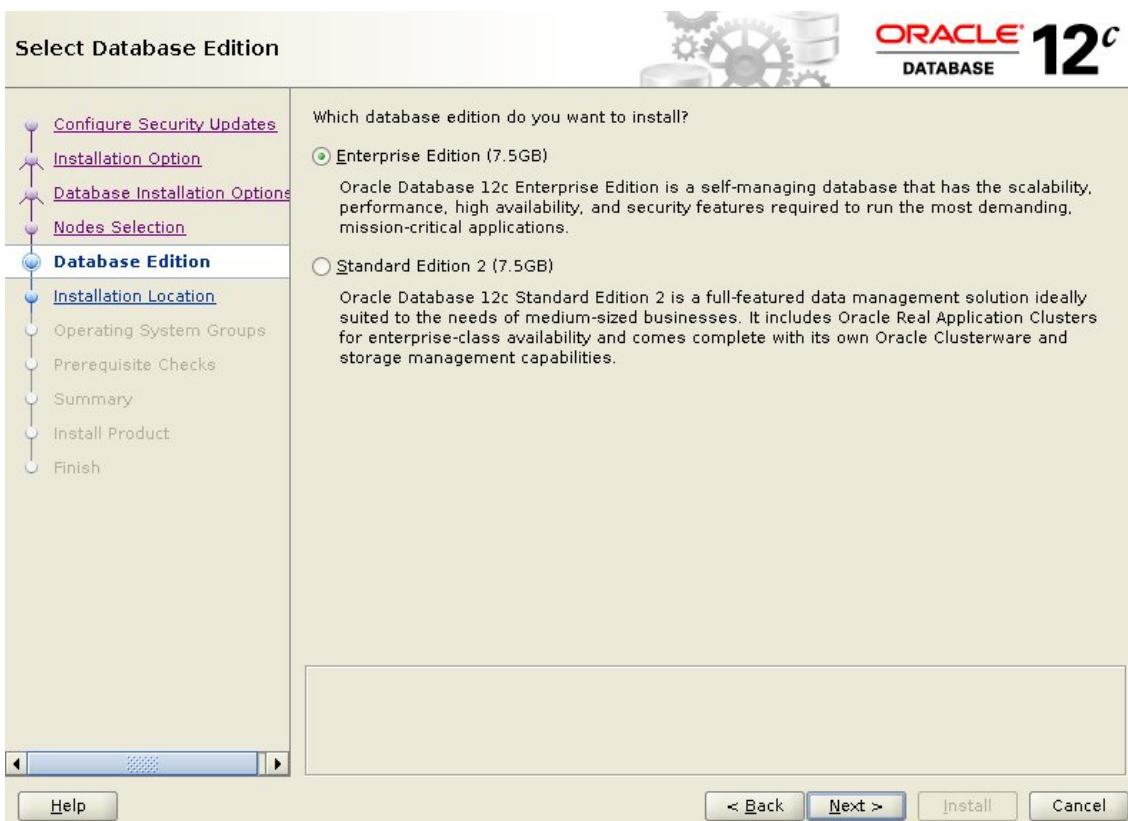 Select Database Edition
ORACLE
DATABASE
12c
Configure Security Updates
Installation Option
Database Installation Options
Nodes Selection
Database Edition
Installation Location
Operating System Groups
Prerequisite Checks
Summary
Install Product
Finish
Which database edition do you want to install?
Enterprise Edition (7.5GB)
Oracle Database 12c Enterprise Edition is a self-managing database that has the scalability,
performance, high availability, and security features required to run the most demanding,
mission-critical applications.
Standard Edition 2 (7.5GB)
Oracle Database 12c Standard Edition 2 is a full-featured data management solution ideally
suited to the needs of medium-sized businesses. It includes Oracle Real Application Clusters
for enterprise-class availability and comes complete with its own Oracle Clusterware and
storage management capabilities.
Help
< Back
Next >
Install
Cancel